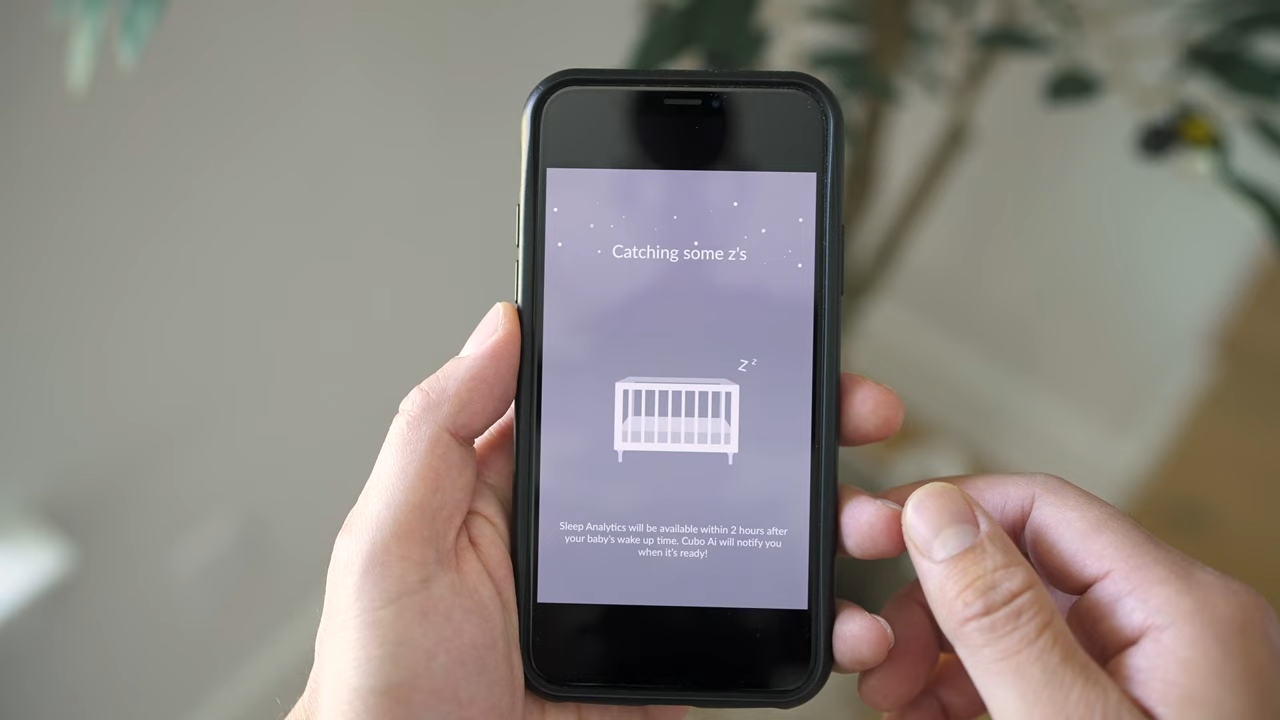 Catching some z's
z z
Sleep Analytics will be available within 2 hours after
your baby's wake up time. Cubo Ai will notify you
when it's ready!